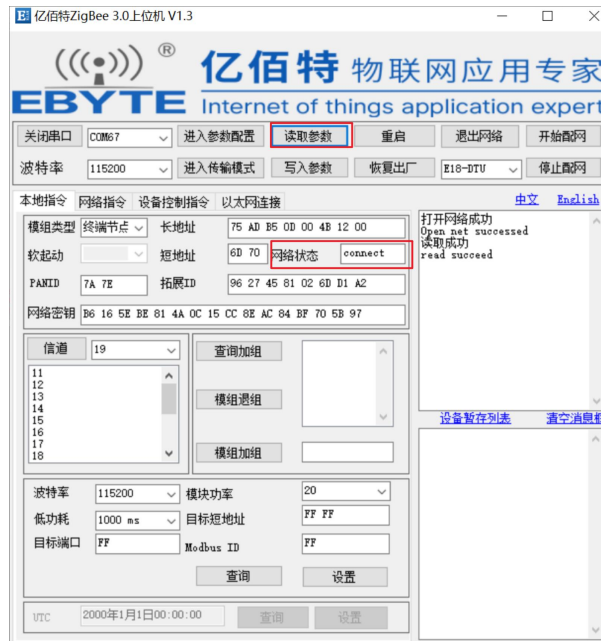 亿佰特ZigBee 3.0上位机 V1.3
® 亿佰特 物联网应用专家
EBYTE Internet of things application expert
关闭串口 COM67 进入参数配置 读取参数 重启 退出网络 开始配网
波特率 115200 进入传输模式 写入参数 恢复出厂 E18-DTU 停止配网
本地指令 网络指令 设备控制指令 以太网连接 中文 English
模组类型 终端节点 长地址 75 AD B5 0D 00 4B 12 00
软起动 短地址 6D 70 网络状态 connect
PANID 7A 7E 拓展ID 96 27 45 81 02 6D D1 A2
网络密钥 B6 16 5E BE 81 4A 0C 15 CC 8E AC 84 BF 70 5B 97
打开网络成功
Open net successed
读取成功
read succeed
信道 19 查询加组
11
12
13
14
15
16
17
18
模组退组
模组加组
设备暂存列表 清空消息框
波特率 115200 模块功率 20
低功耗 1000 ms 目标短地址 FF FF
目标端口 FF Modbus ID FF
查询 设置
UTC 2000年1月1日00:00:00 查询 设置